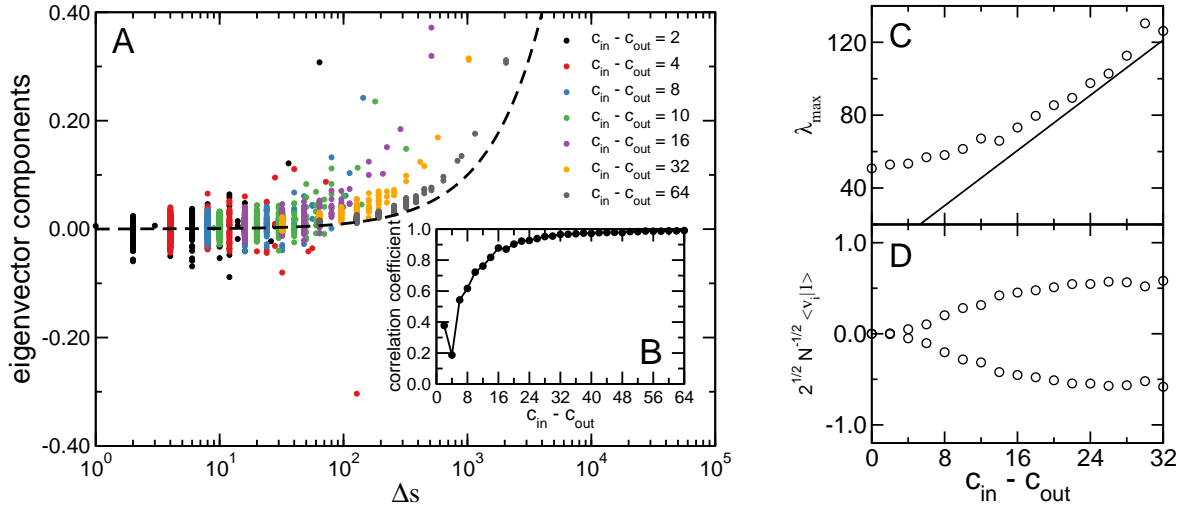 A
eigenvector components
0.40
0.20
0.00
-0.20
-0.40
10^0
10^1
10^2
10^3
10^4
10^5
Δs
c_in - c_out = 2
c_in - c_out = 4
c_in - c_out = 8
c_in - c_out = 10
c_in - c_out = 16
c_in - c_out = 32
c_in - c_out = 64
B
correlation coefficient
1.0
0.8
0.6
0.4
0.2
0.0
0 8 16 24 32 40 48 56 64
c_in - c_out
C
λ_max
120
80
40
D
2^1/2 N^-1/2 <v_i|1>
1.0
0.0
-1.0
0 8 16 24 32
c_in - c_out